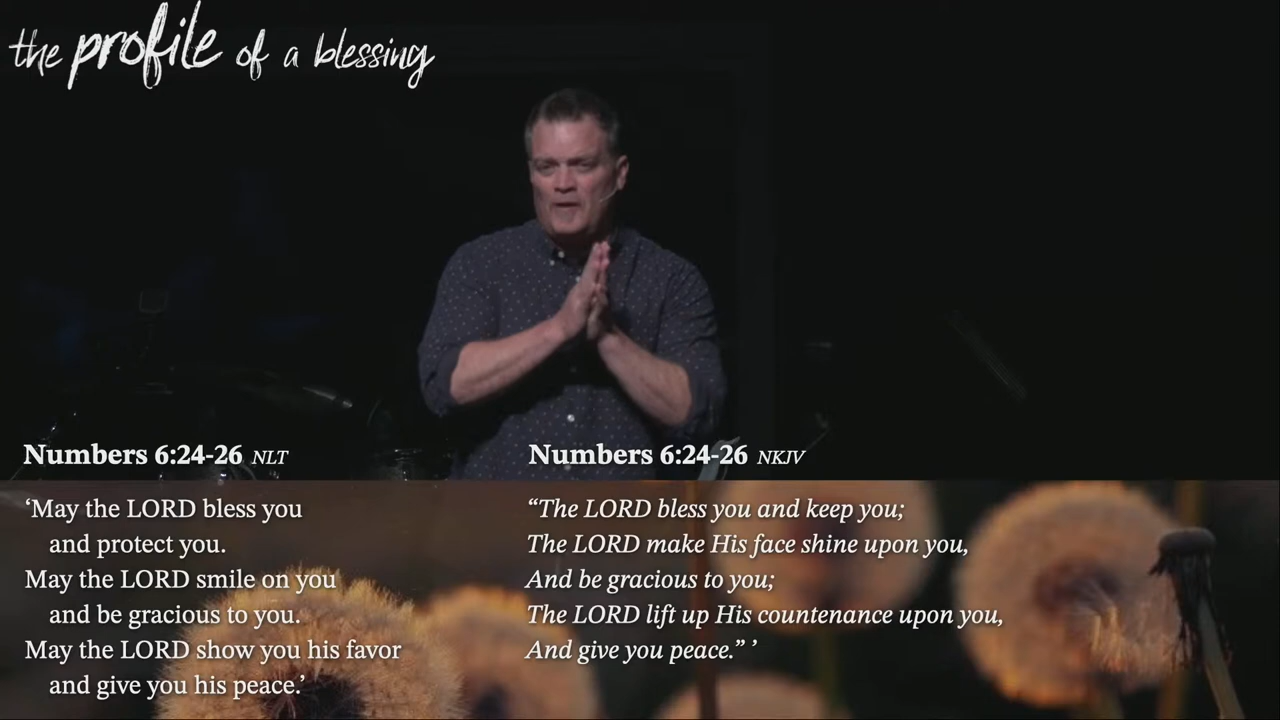 the profile of a blessing
Numbers 6:24-26 NLT
‘May the LORD bless you
and protect you.
May the LORD smile on you
and be gracious to you.
May the LORD show you his favor
and give you his peace.’
Numbers 6:24-26 NKJV
“The LORD bless you and keep you;
The LORD make His face shine upon you,
And be gracious to you;
The LORD lift up His countenance upon you,
And give you peace.” ’